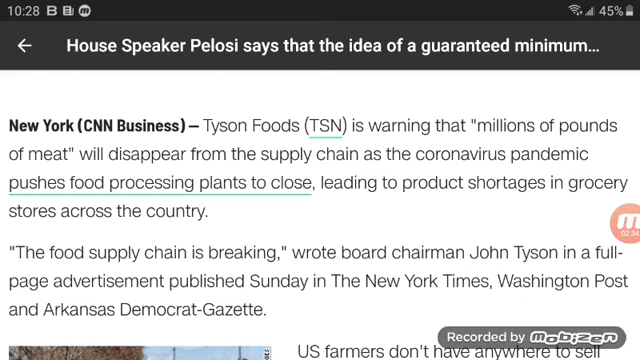 10:28
45%
House Speaker Pelosi says that the idea of a guaranteed minimum...
New York (CNN Business) — Tyson Foods (TSN) is warning that "millions of pounds
of meat" will disappear from the supply chain as the coronavirus pandemic
pushes food processing plants to close, leading to product shortages in grocery
stores across the country.
2:34
"The food supply chain is breaking," wrote board chairman John Tyson in a full-
page advertisement published Sunday in The New York Times, Washington Post
and Arkansas Democrat-Gazette.
Recorded by Mobizen
US farmers don't have anywhere to sell